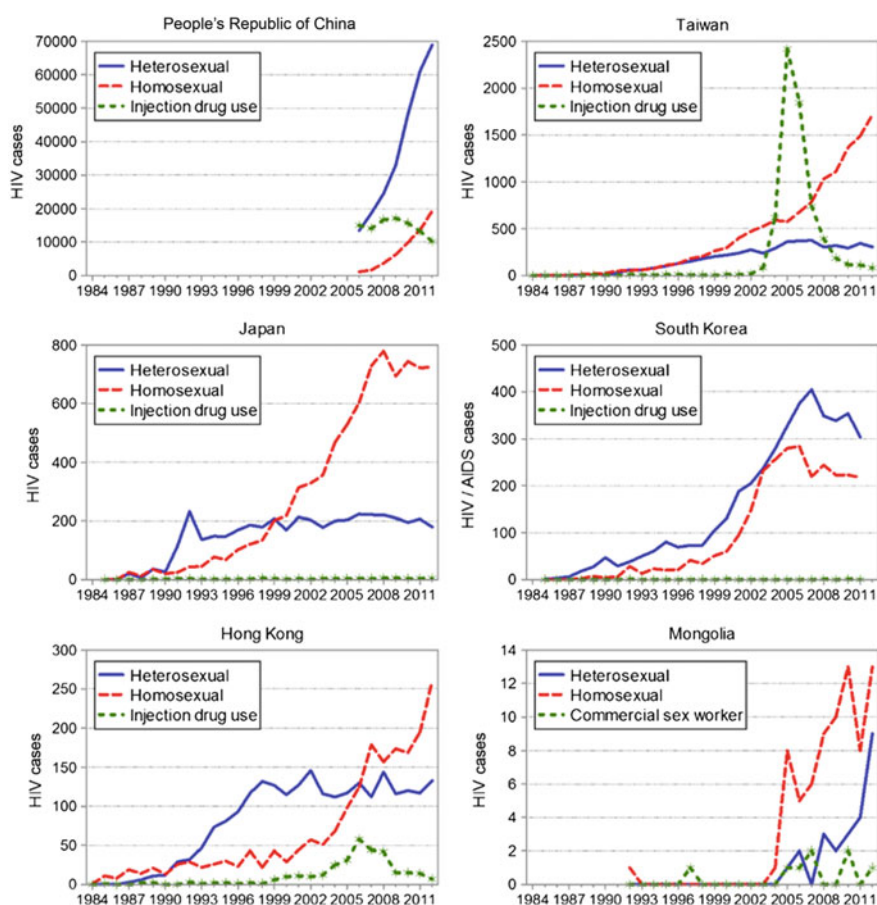 People's Republic of China
70000
60000
50000
40000
30000
20000
10000
0
HIV cases
Heterosexual
Homosexual
Injection drug use
1984 1987 1990 1993 1996 1999 2002 2005 2008 2011
Taiwan
2500
2000
1500
1000
500
0
HIV cases
Heterosexual
Homosexual
Injection drug use
1984 1987 1990 1993 1996 1999 2002 2005 2008 2011
Japan
800
600
400
200
0
HIV cases
Heterosexual
Homosexual
Injection drug use
1984 1987 1990 1993 1996 1999 2002 2005 2008 2011
South Korea
500
400
300
200
100
0
HIV / AIDS cases
Heterosexual
Homosexual
Injection drug use
1984 1987 1990 1993 1996 1999 2002 2005 2008 2011
Hong Kong
300
250
200
150
100
50
0
HIV cases
Heterosexual
Homosexual
Injection drug use
1984 1987 1990 1993 1996 1999 2002 2005 2008 2011
Mongolia
14
12
10
8
6
4
2
0
HIV cases
Heterosexual
Homosexual
Commercial sex worker
1984 1987 1990 1993 1996 1999 2002 2005 2008 2011